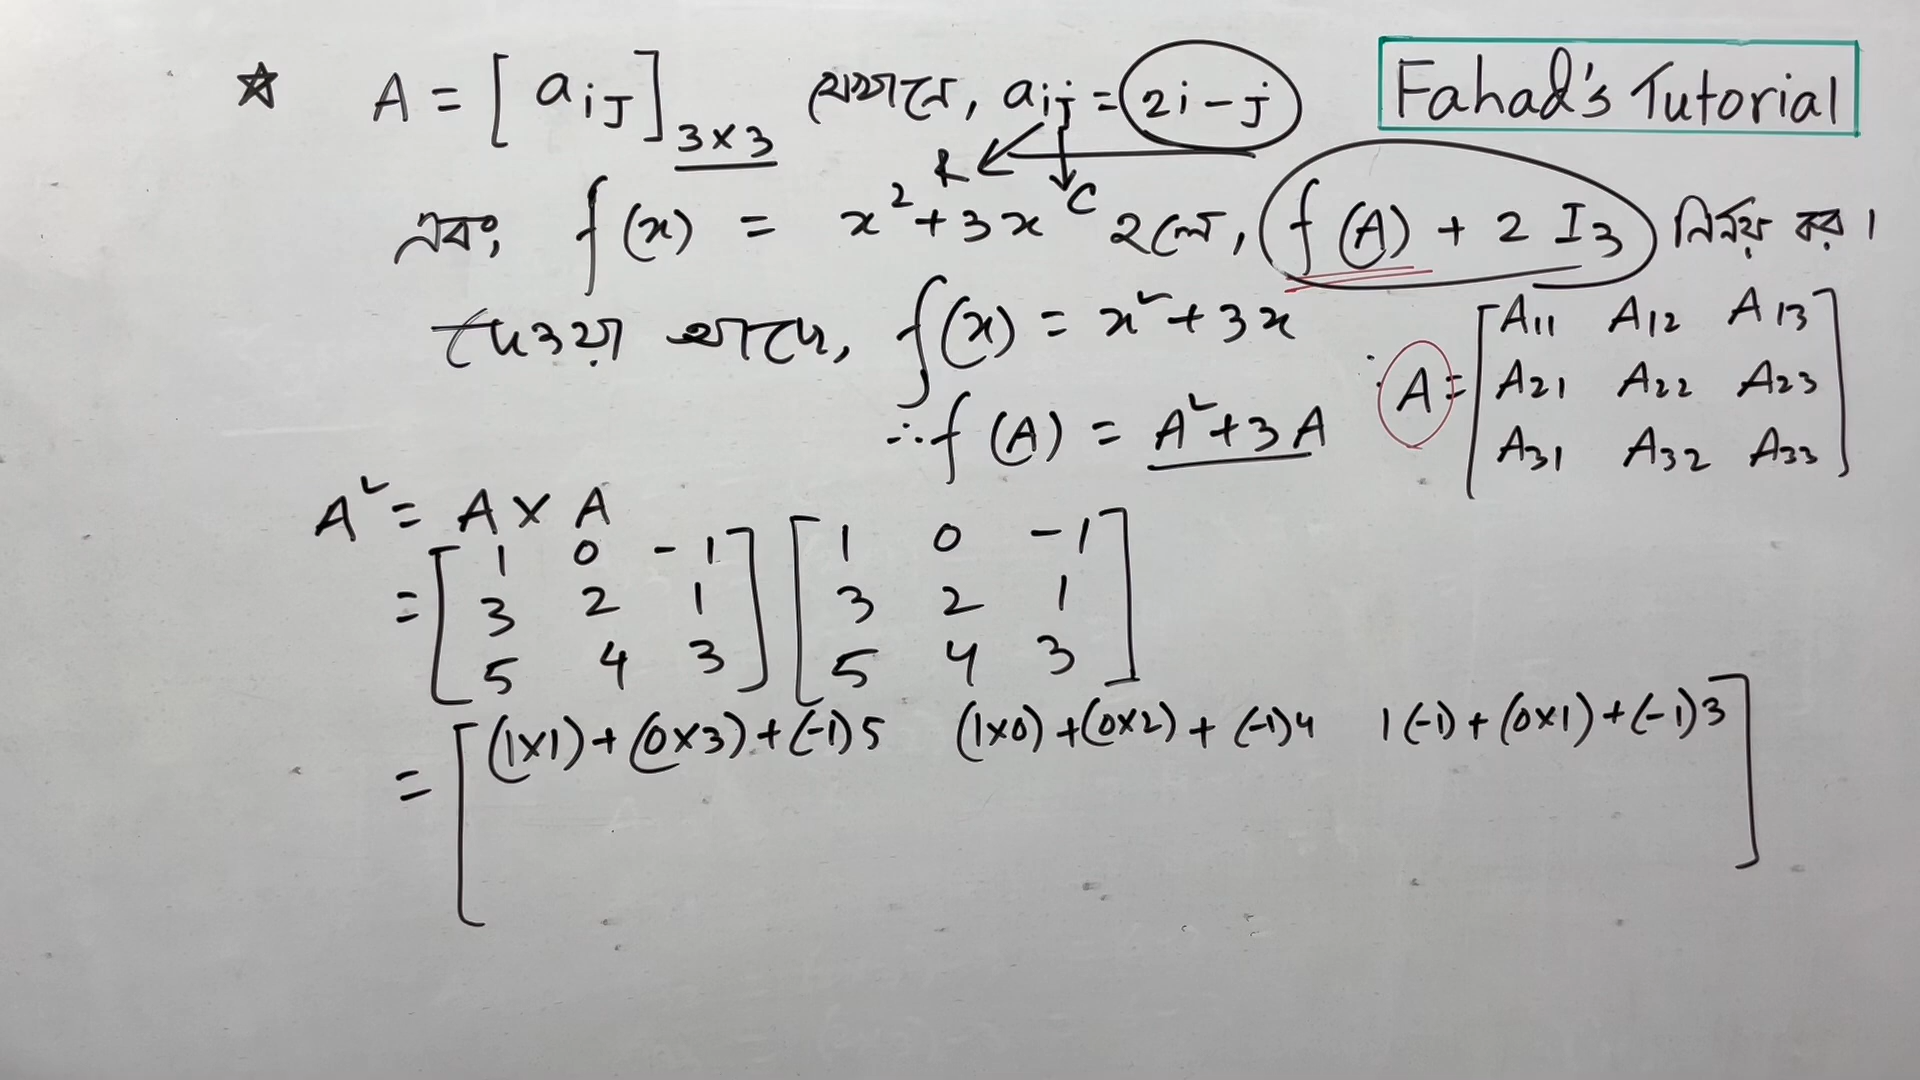 ☆ A = [ aij ]3×3 যেখানে, aij = 2i - j
Fahad's Tutorial
R C
এবং, f(x) = x² + 3x হলে, f(A) + 2 I3 নির্ণয় কর।
দেওয়া আছে, f(x) = x² + 3x
∴ f(A) = A² + 3A
∴ A = [ A11 A12 A13
A21 A22 A23
A31 A32 A33 ]
A² = A × A
= [ 1 0 -1 ] [ 1 0 -1 ]
3 2 1 3 2 1
5 4 3 5 4 3
= [ (1×1) + (0×3) + (-1)5 (1×0) + (0×2) + (-1)4 1(-1) + (0×1) + (-1)3 ]